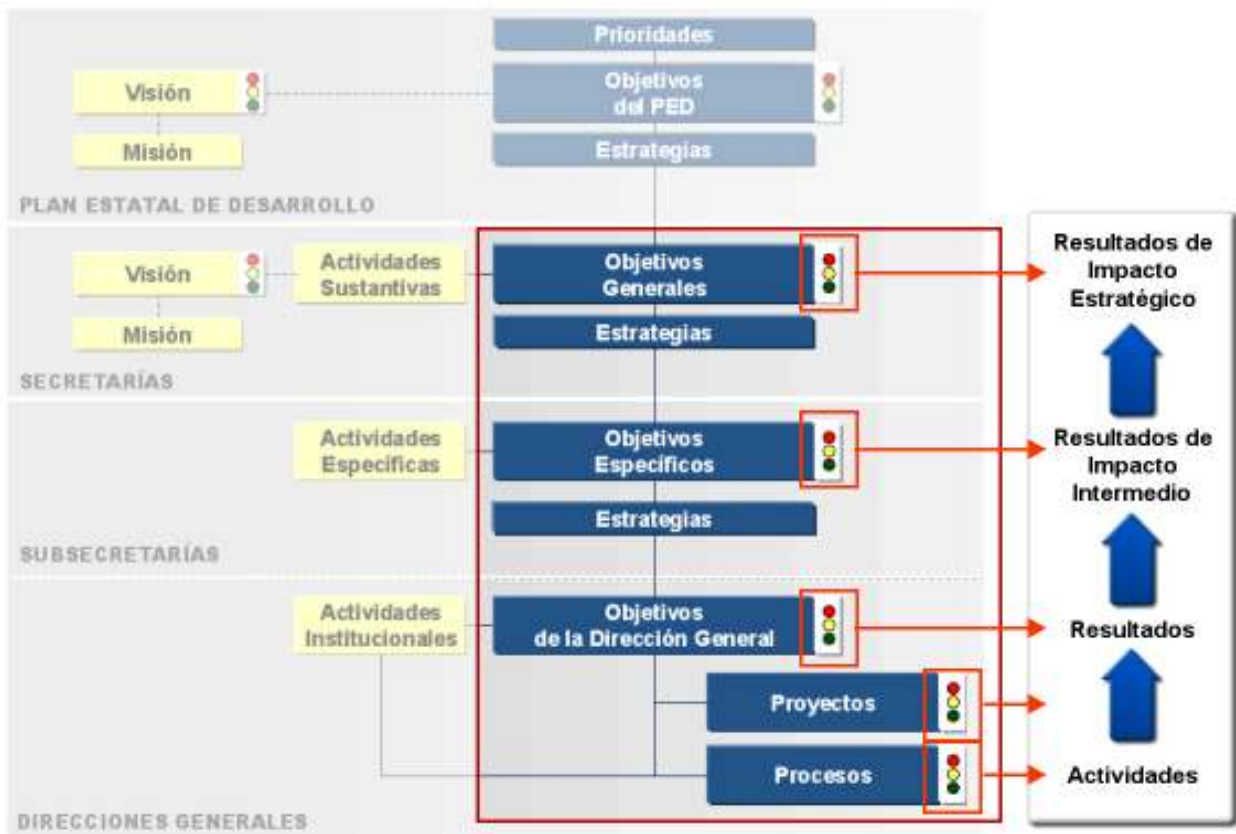 Prioridades
Visión
Objetivos
del PED
Misión
Estrategias
PLAN ESTATAL DE DESARROLLO
Visión
Actividades
Sustantivas
Objetivos
Generales
Resultados de
Impacto
Estratégico
Misión
Estrategias
SECRETARÍAS
Actividades
Específicas
Objetivos
Específicos
Resultados de
Impacto
Intermedio
Estrategias
SUBSECRETARÍAS
Actividades
Institucionales
Objetivos
de la Dirección General
Resultados
Proyectos
Procesos
Actividades
DIRECCIONES GENERALES